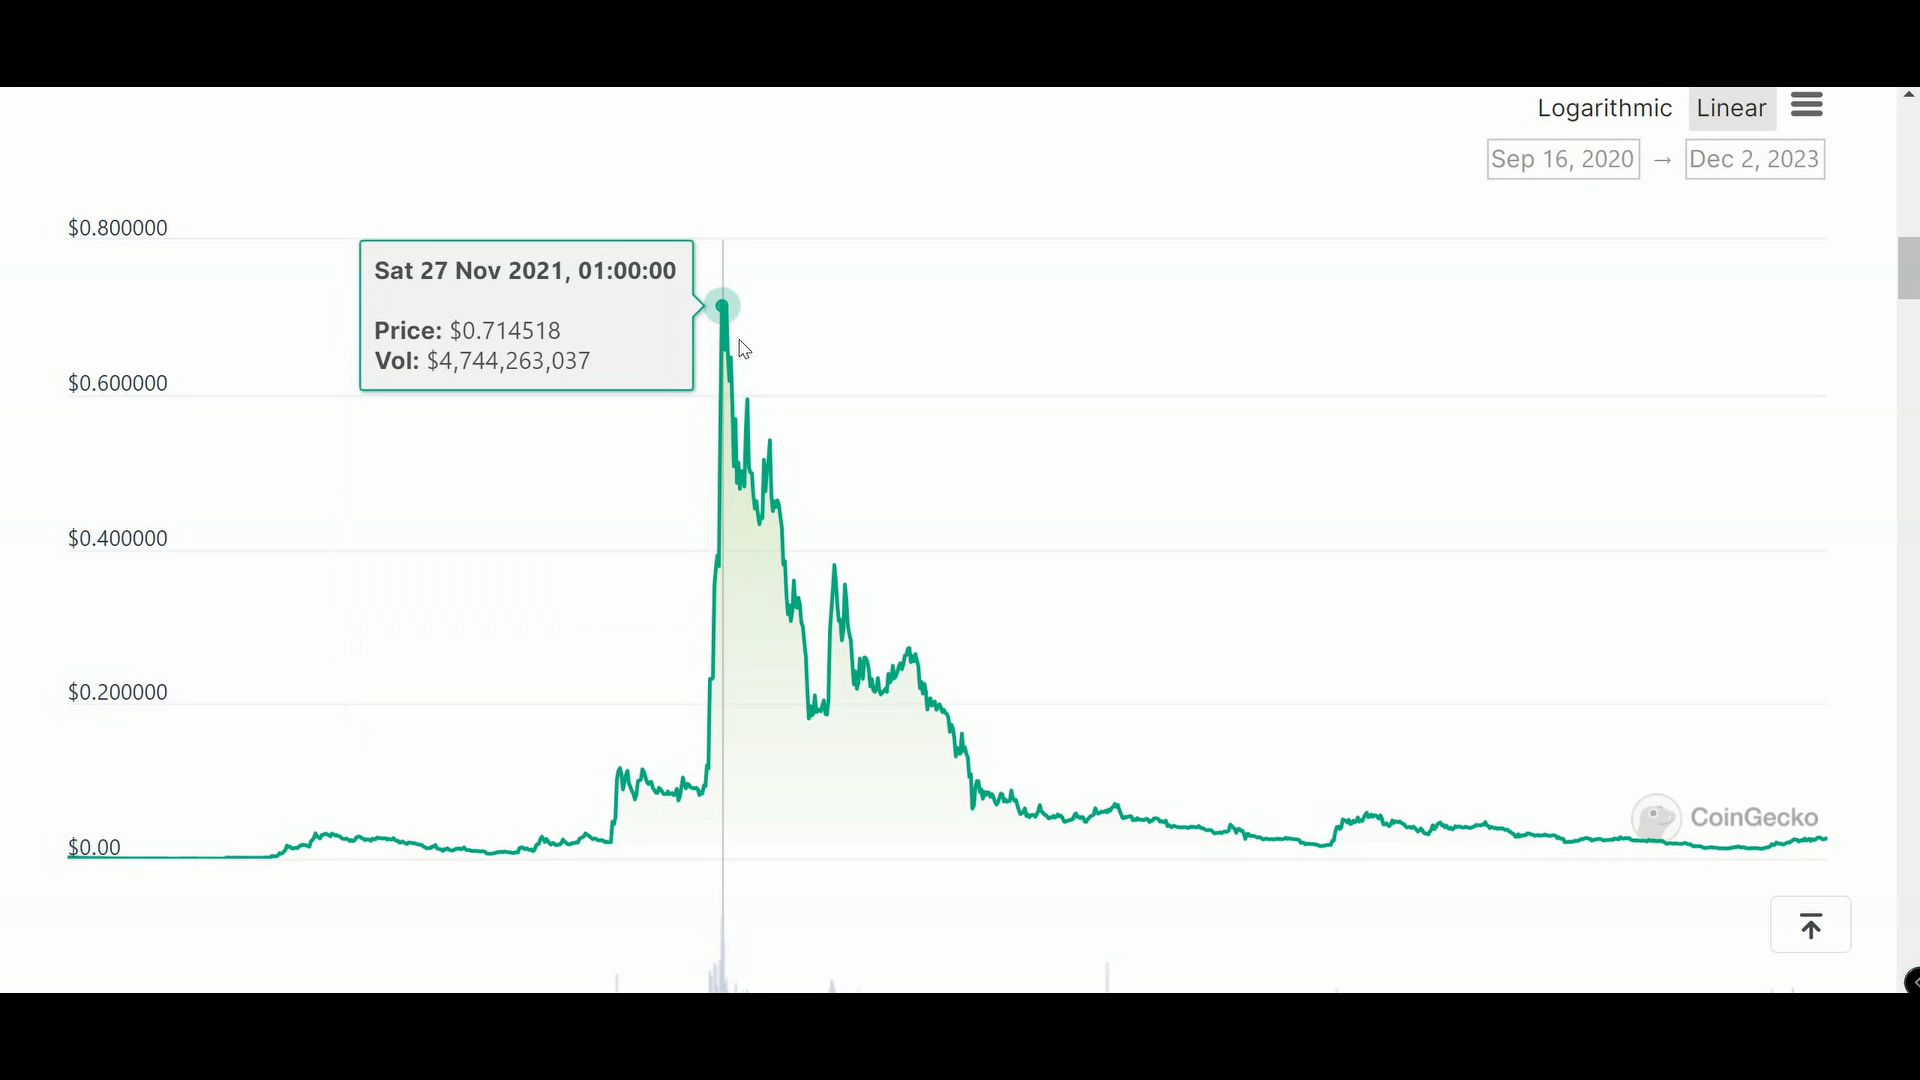 Logarithmic Linear
Sep 16, 2020 → Dec 2, 2023
$0.800000
Sat 27 Nov 2021, 01:00:00
Price: $0.714518
Vol: $4,744,263,037
$0.600000
$0.400000
$0.200000
CoinGecko
$0.00